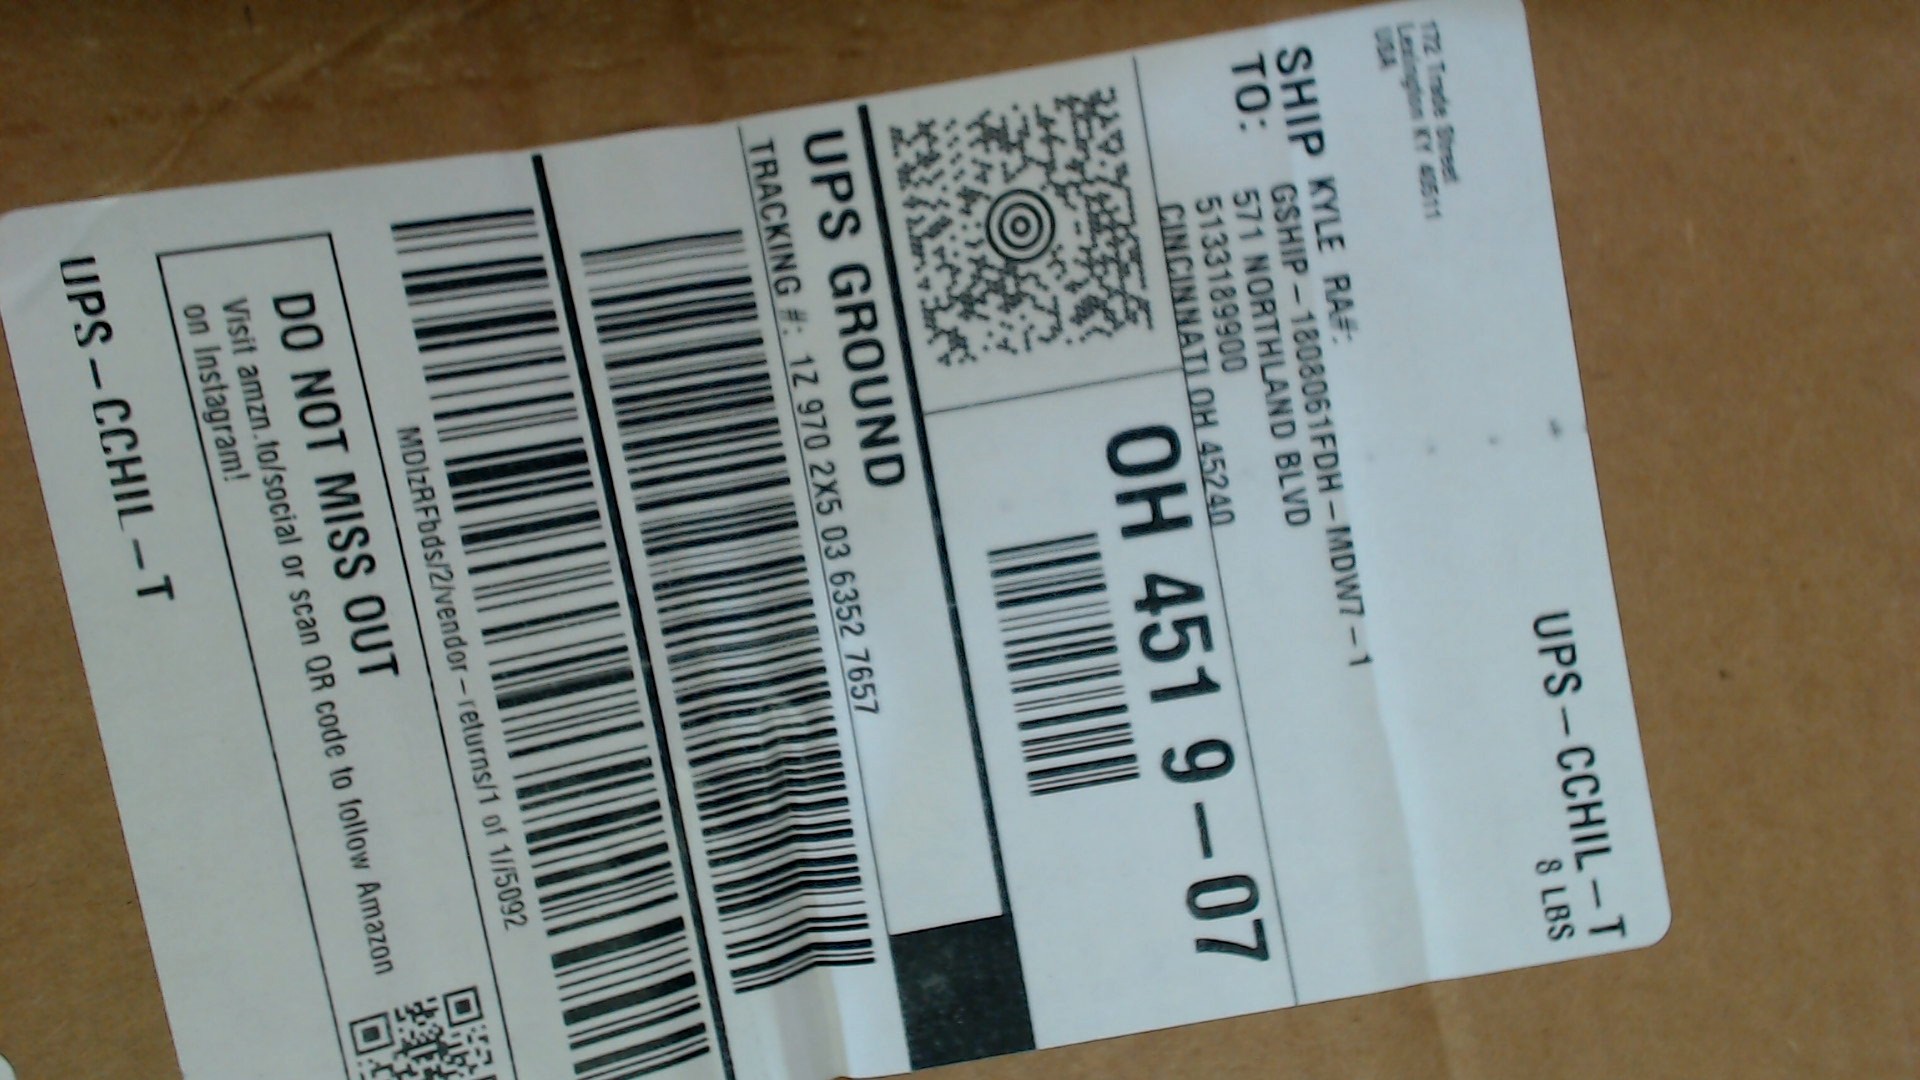 172 Trade Street
Lexington KY 40511
USA
UPS-CCHIL-T
8 LBS
SHIP TO:
KYLE RA#:
GSHIP-1808061FDH-MDW7-1
571 NORTHLAND BLVD
5133189900
CINCINNATI OH 45240
OH 451 9-07
UPS GROUND
TRACKING #: 1Z 970 2X5 03 6352 7657
MDIzRFbds/2/vendor-returns/1 of 1//5092
DO NOT MISS OUT
Visit amzn.to/social or scan QR code to follow Amazon
on Instagram!
UPS-CCHIL-T